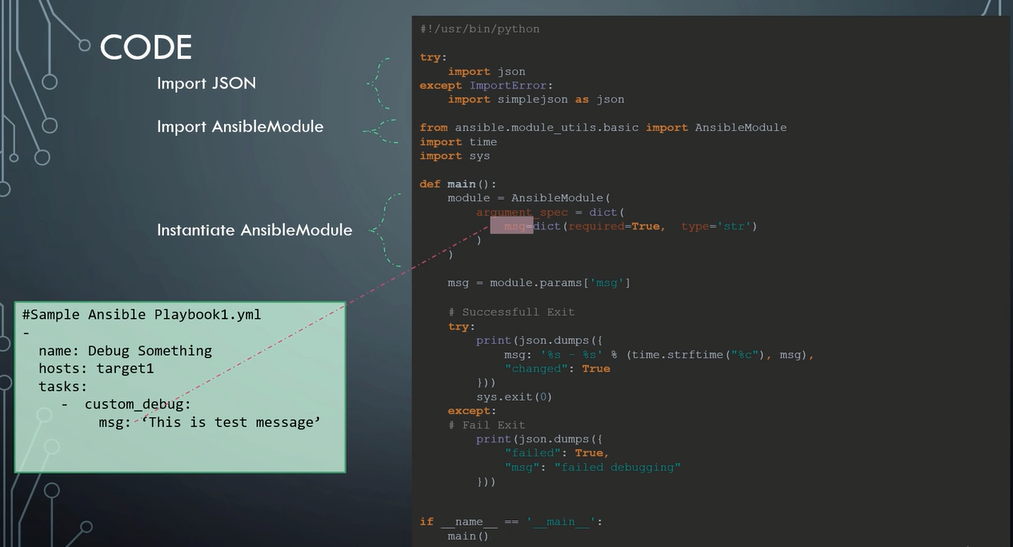 CODE
Import JSON
Import AnsibleModule
Instantiate AnsibleModule
#Sample Ansible Playbook1.yml
-
  name: Debug Something
  hosts: target1
  tasks:
     -  custom_debug:
          msg: ‘This is test message’
#!/usr/bin/python
try:
    import json
except ImportError:
    import simplejson as json
from ansible.module_utils.basic import AnsibleModule
import time
import sys
def main():
    module = AnsibleModule(
        argument_spec = dict(
            msg=dict(required=True,  type='str')
        )
    )
    msg = module.params['msg']
    # Successfull Exit
    try:
        print(json.dumps({
            msg: '%s - %s' % (time.strftime("%c"), msg),
            "changed": True
        }))
        sys.exit(0)
    except:
    # Fail Exit
        print(json.dumps({
            "failed": True,
            "msg": "failed debugging"
        }))
if __name__ == '__main__':
    main()